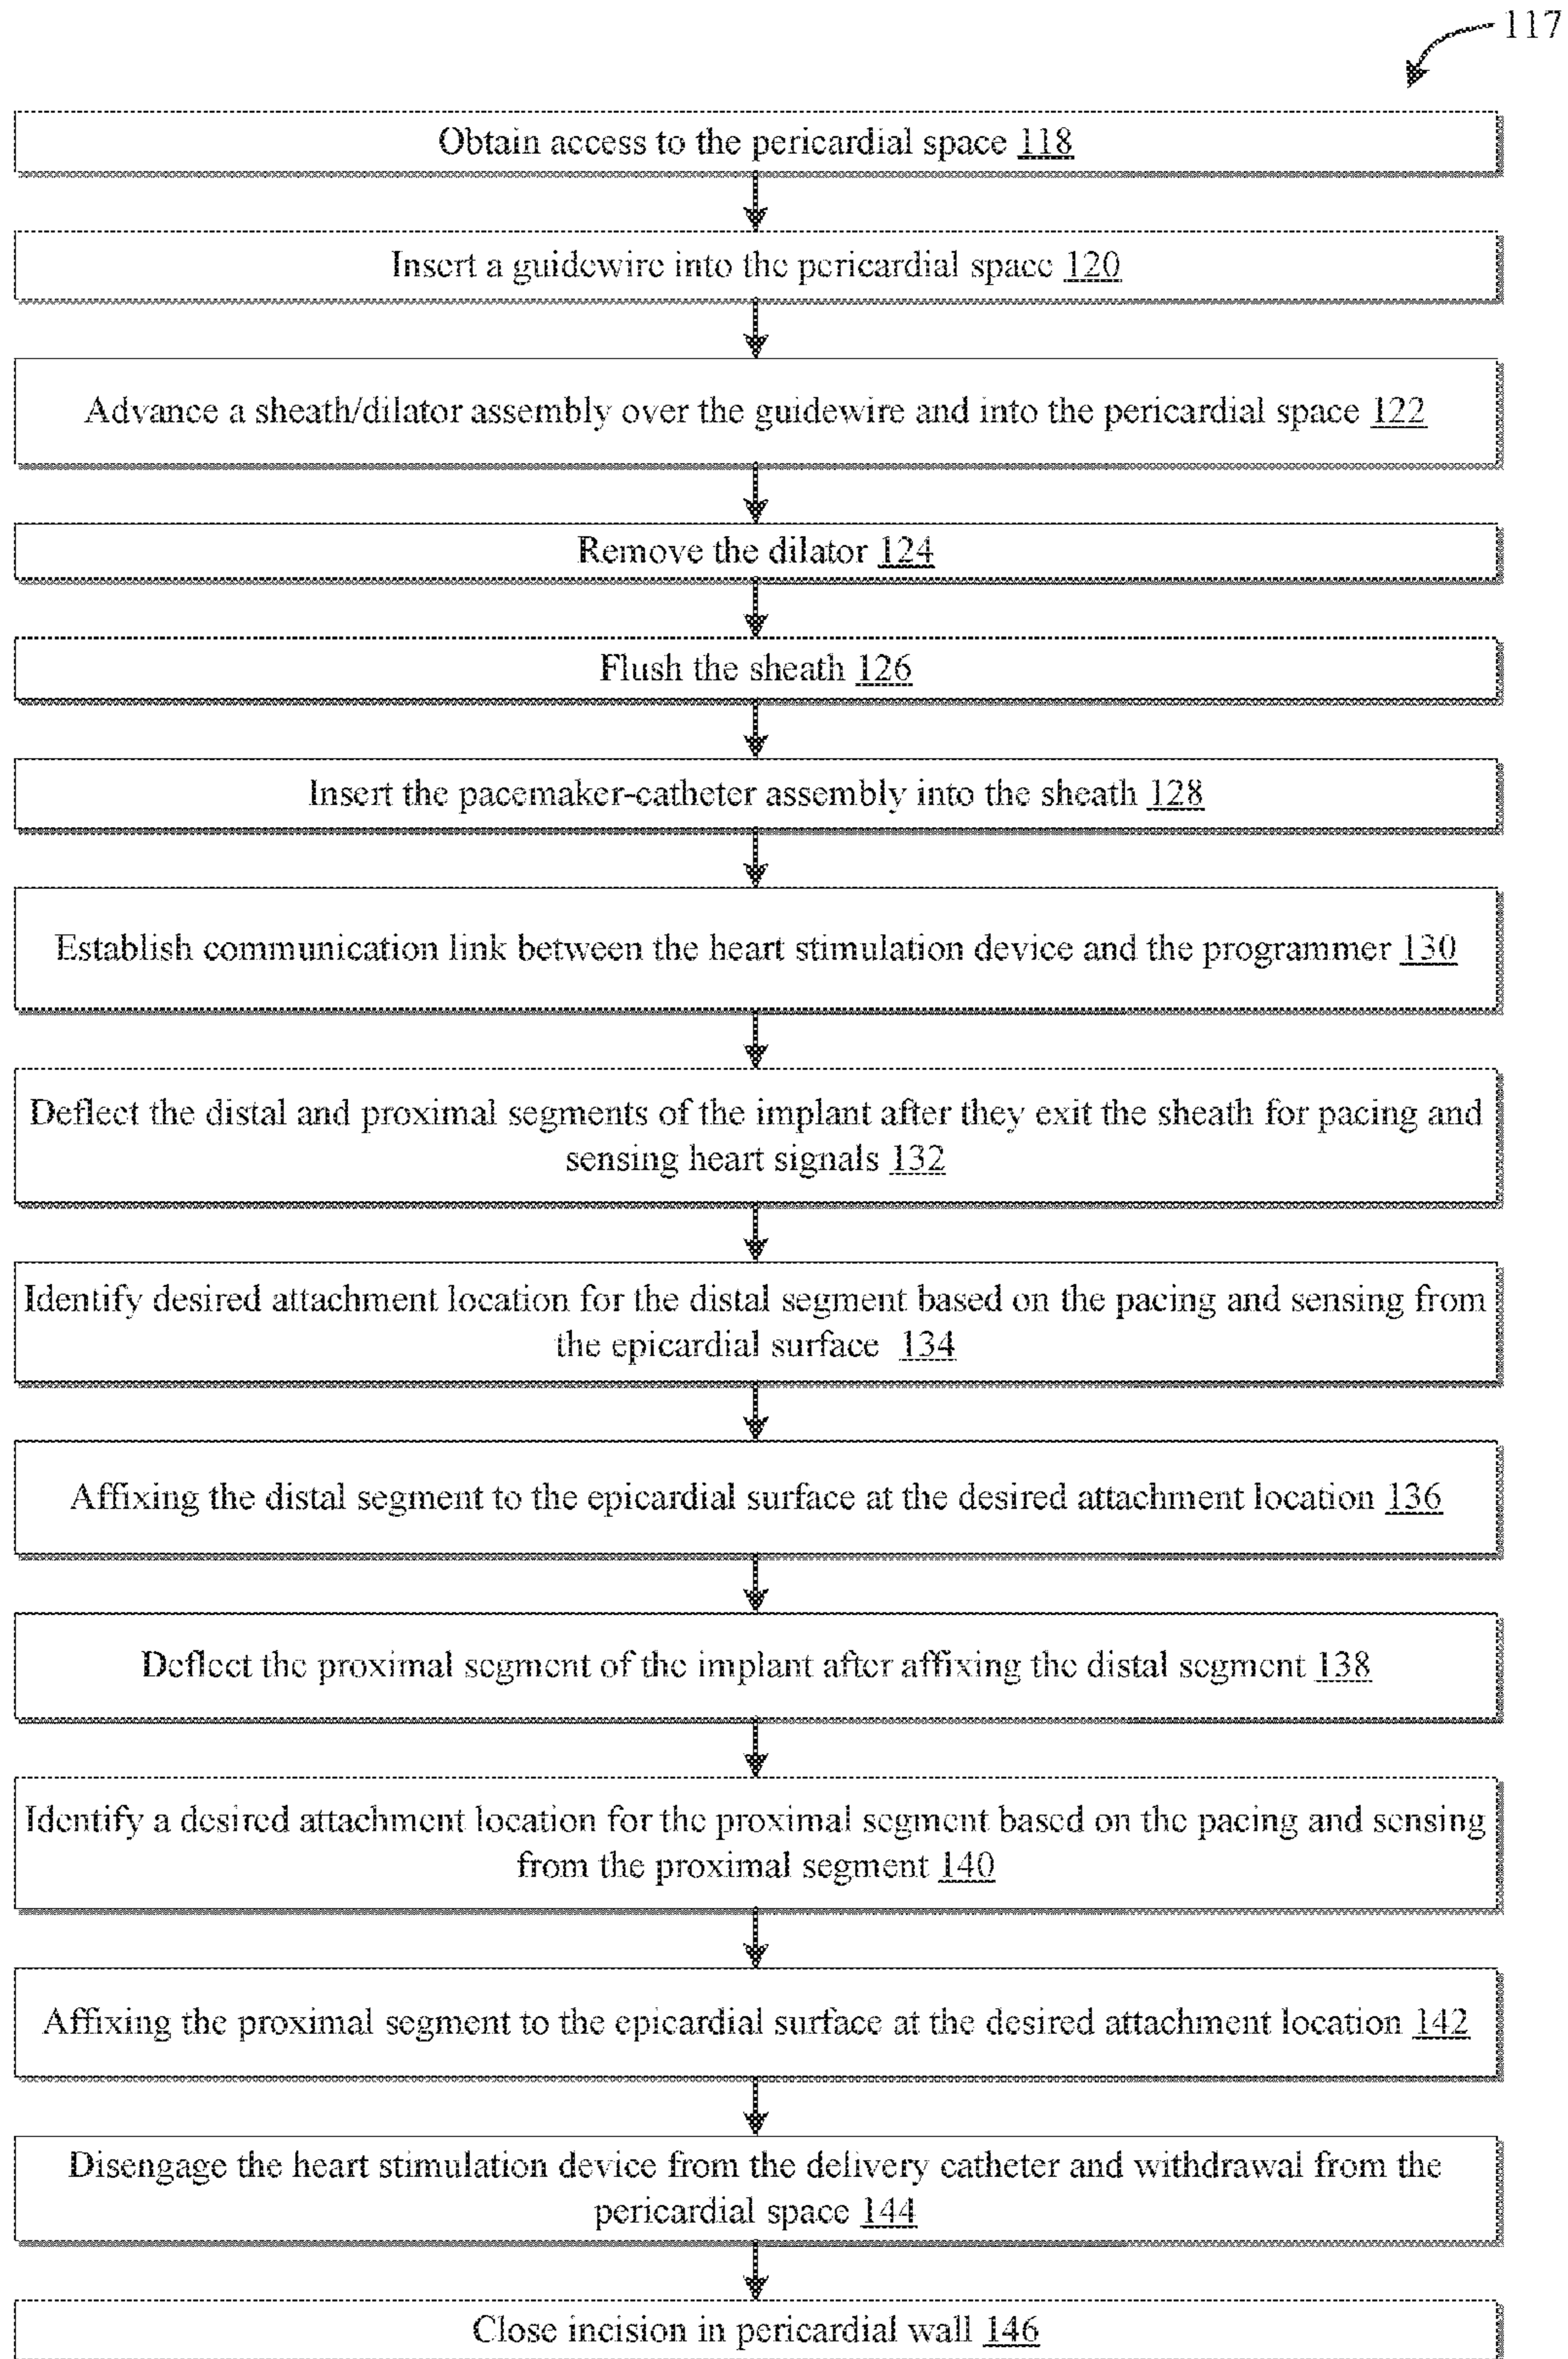 117
Obtain access to the pericardial space 118
Insert a guidewire into the pericardial space 120
Advance a sheath/dilator assembly over the guidewire and into the pericardial space 122
Remove the dilator 124
Flush the sheath 126
Insert the pacemaker-catheter assembly into the sheath 128
Establish communication link between the heart stimulation device and the programmer 130
Deflect the distal and proximal segments of the implant after they exit the sheath for pacing and
sensing heart signals 132
Identify desired attachment location for the distal segment based on the pacing and sensing from
the epicardial surface 134
Affixing the distal segment to the epicardial surface at the desired attachment location 136
Deflect the proximal segment of the implant after affixing the distal segment 138
Identify a desired attachment location for the proximal segment based on the pacing and sensing
from the proximal segment 140
Affixing the proximal segment to the epicardial surface at the desired attachment location 142
Disengage the heart stimulation device from the delivery catheter and withdrawal from the
pericardial space 144
Close incision in pericardial wall 146